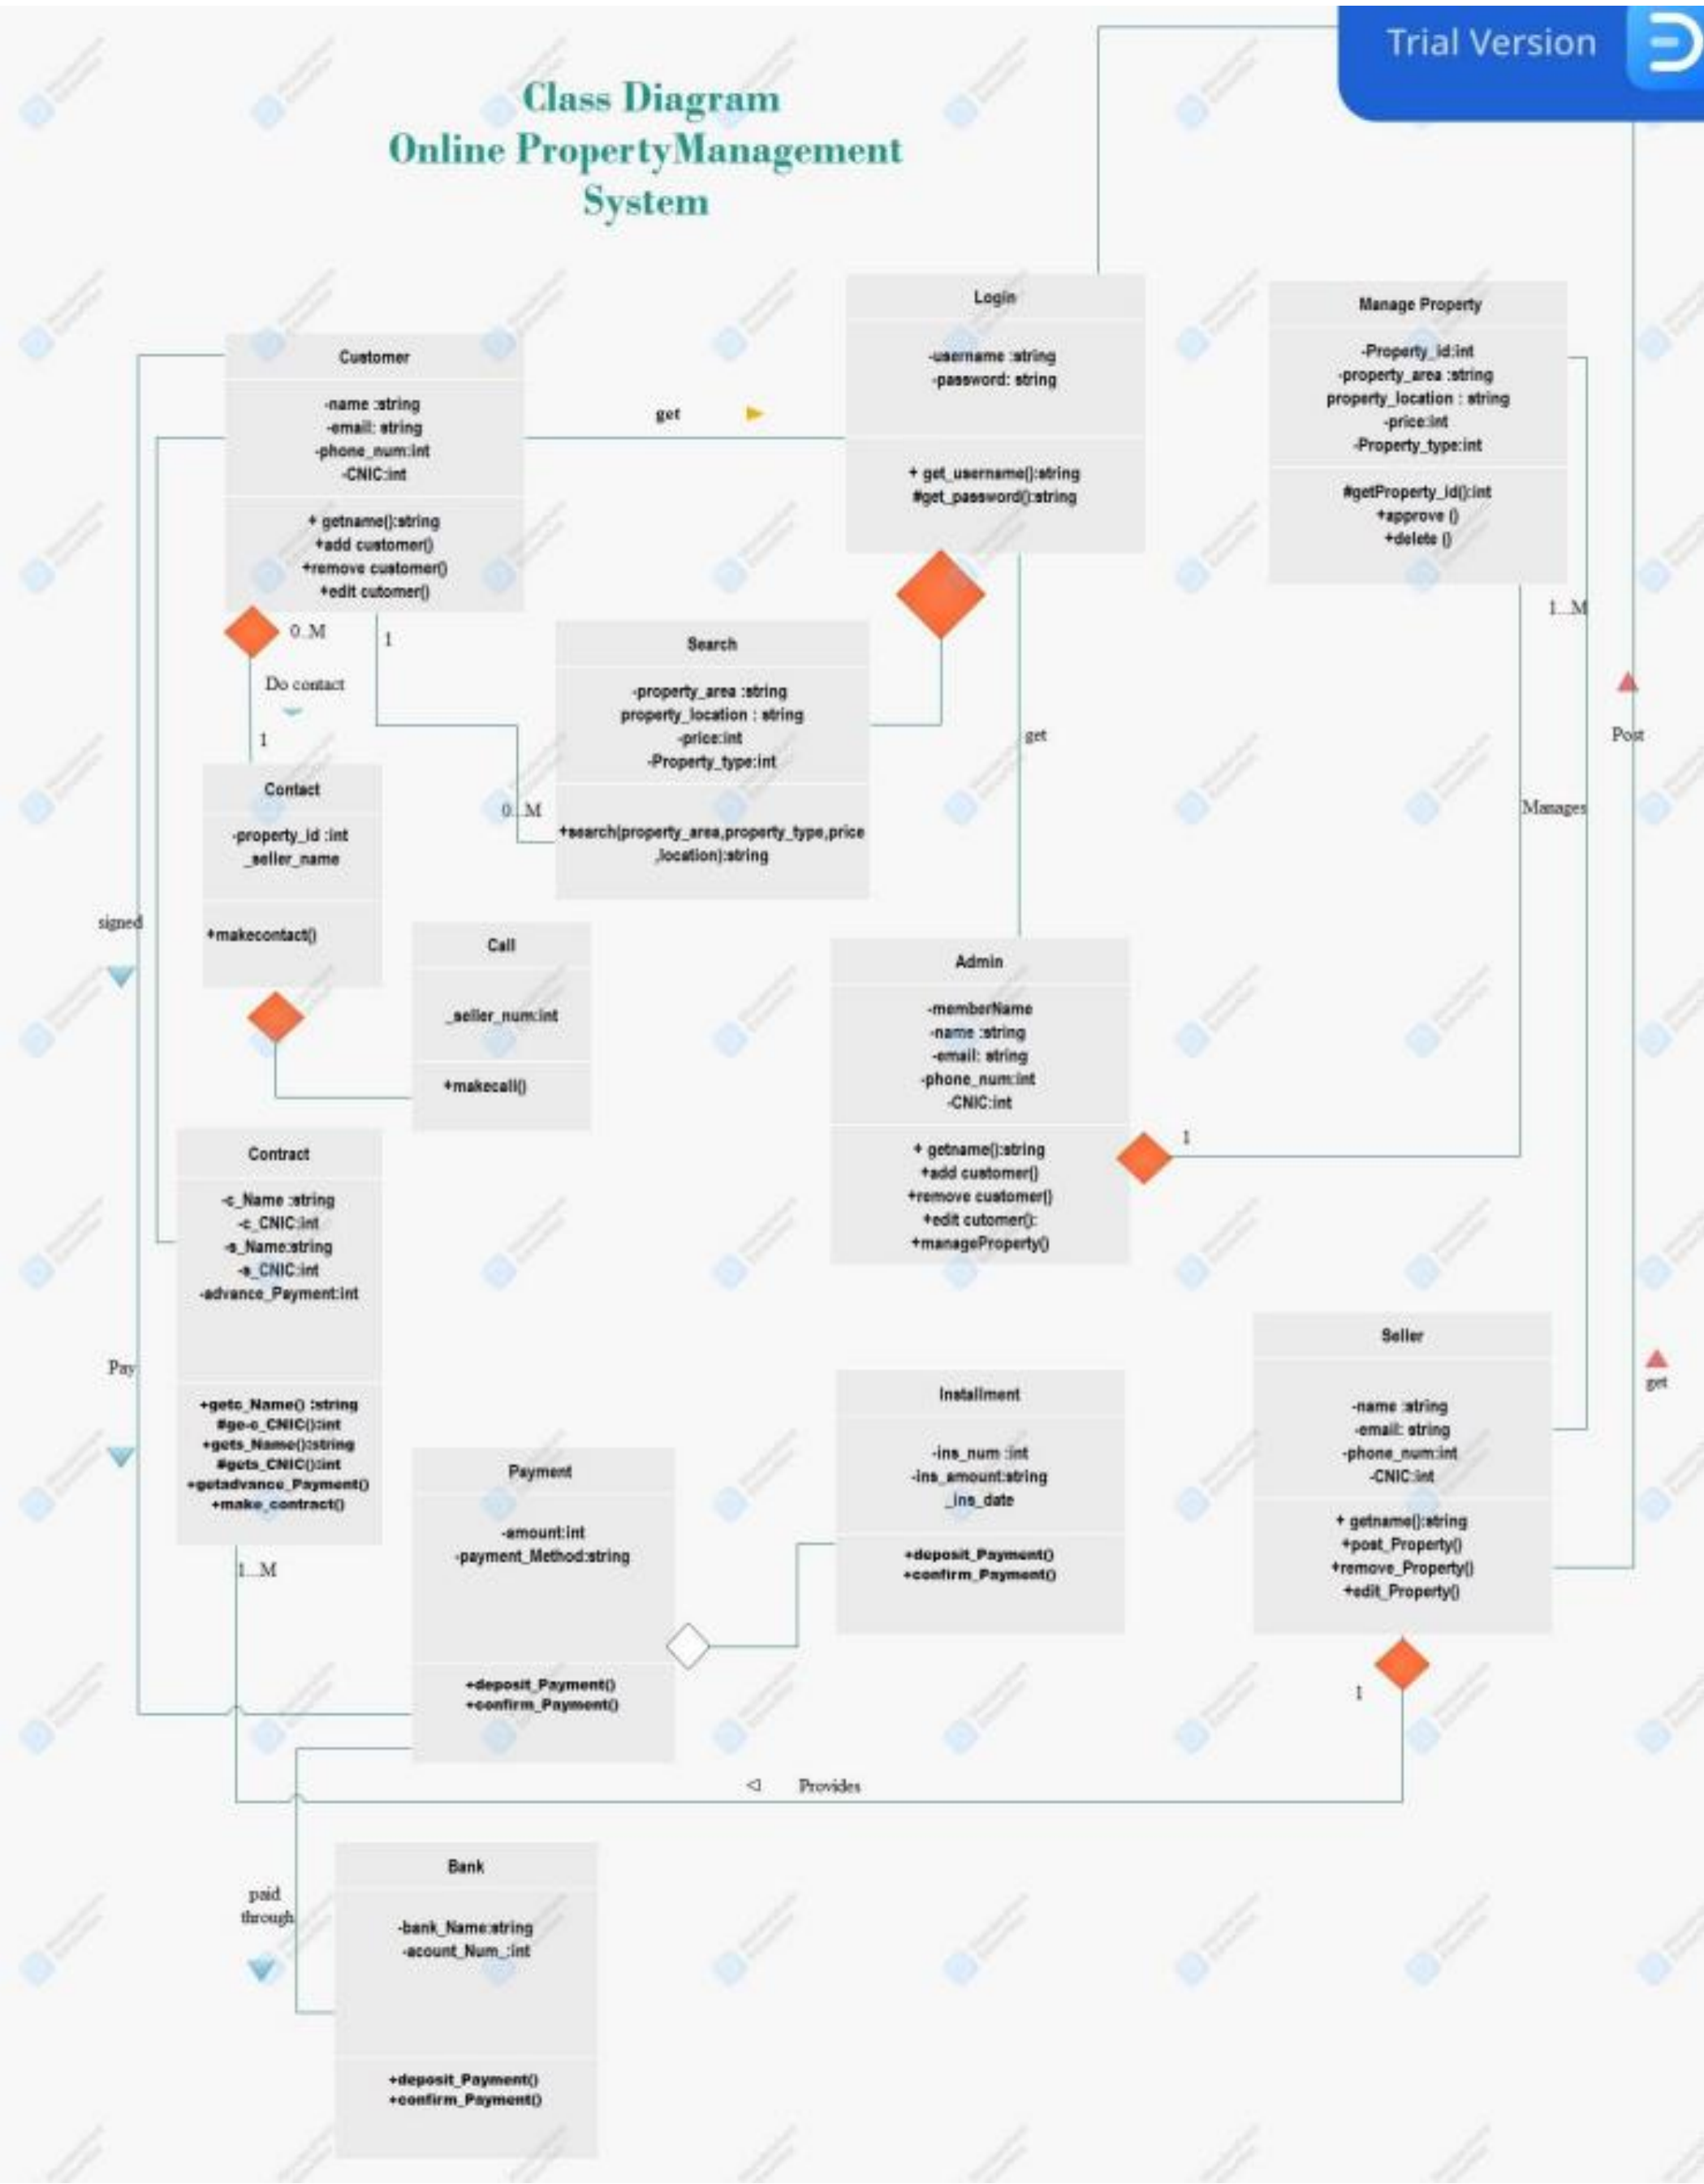 Trial Version
Class Diagram
Online PropertyManagement
System
Login
-username :string
-password: string
+ get_username():string
#get_password():string
Manage Property
-Property_id:int
-property_area :string
property_location : string
-price:int
-Property_type:int
#getProperty_id():int
+approve ()
+delete ()
Customer
-name :string
-email: string
-phone_num:int
-CNIC:int
+ getname():string
+add customer()
+remove customer()
+edit cutomer()
get
0..M
1
Do contact
1
1...M
Search
-property_area :string
property_location : string
-price:int
-Property_type:int
+search(property_area,property_type,price
,location):string
0...M
get
Post
Manages
Contact
-property_id :int
_seller_name
+makecontact()
signed
Call
_seller_num:int
+makecall()
Admin
-memberName
-name :string
-email: string
-phone_num:int
-CNIC:int
+ getname():string
+add customer()
+remove customer()
+edit cutomer():
+manageProperty()
1
Contract
-c_Name :string
-c_CNIC:int
-s_Name:string
-s_CNIC:int
-advance_Payment:int
+getc_Name() :string
#ge-c_CNIC():int
+gets_Name():string
#gets_CNIC():int
+getadvance_Payment()
+make_contract()
1...M
Pay
Seller
-name :string
-email: string
-phone_num:int
-CNIC:int
+ getname():string
+post_Property()
+remove_Property()
+edit_Property()
get
1
Installment
-ins_num :int
-ins_amount:string
_ins_date
+deposit_Payment()
+confirm_Payment()
Payment
-amount:int
-payment_Method:string
+deposit_Payment()
+confirm_Payment()
Provides
Bank
-bank_Name:string
-acount_Num_:int
+deposit_Payment()
+confirm_Payment()
paid
through